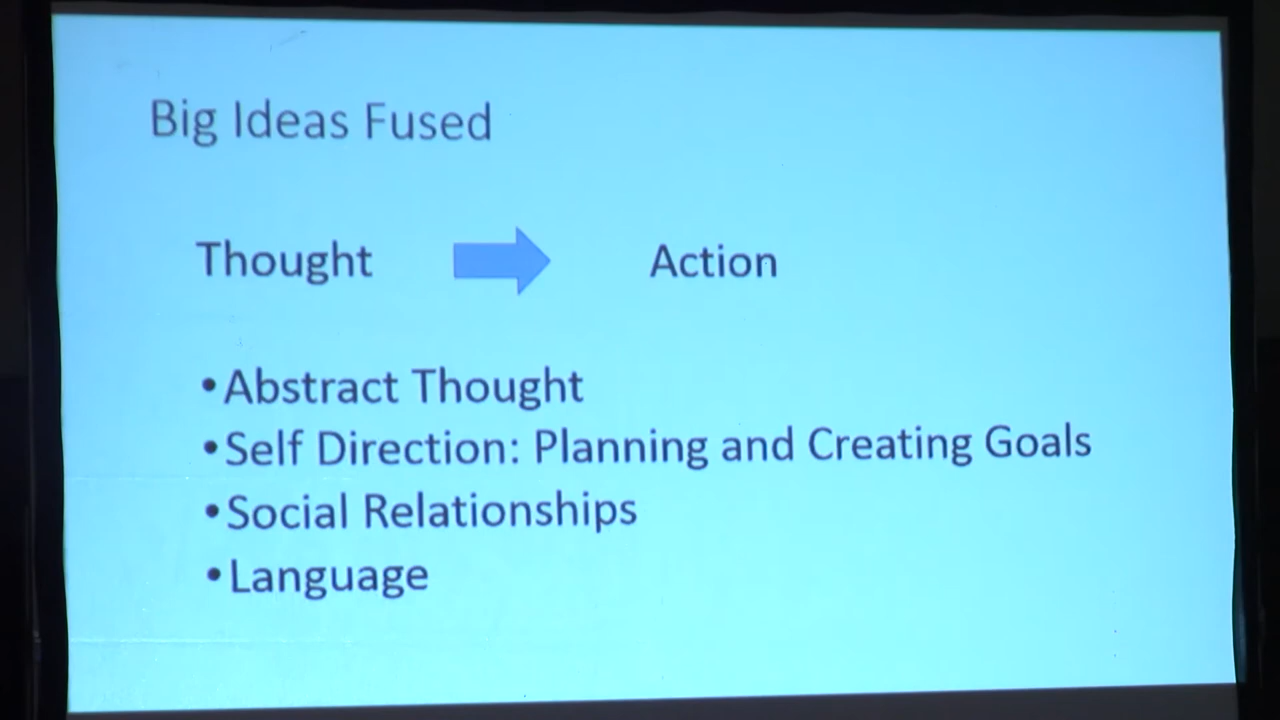 Big Ideas Fused
Thought Action
•Abstract Thought
•Self Direction: Planning and Creating Goals
•Social Relationships
•Language